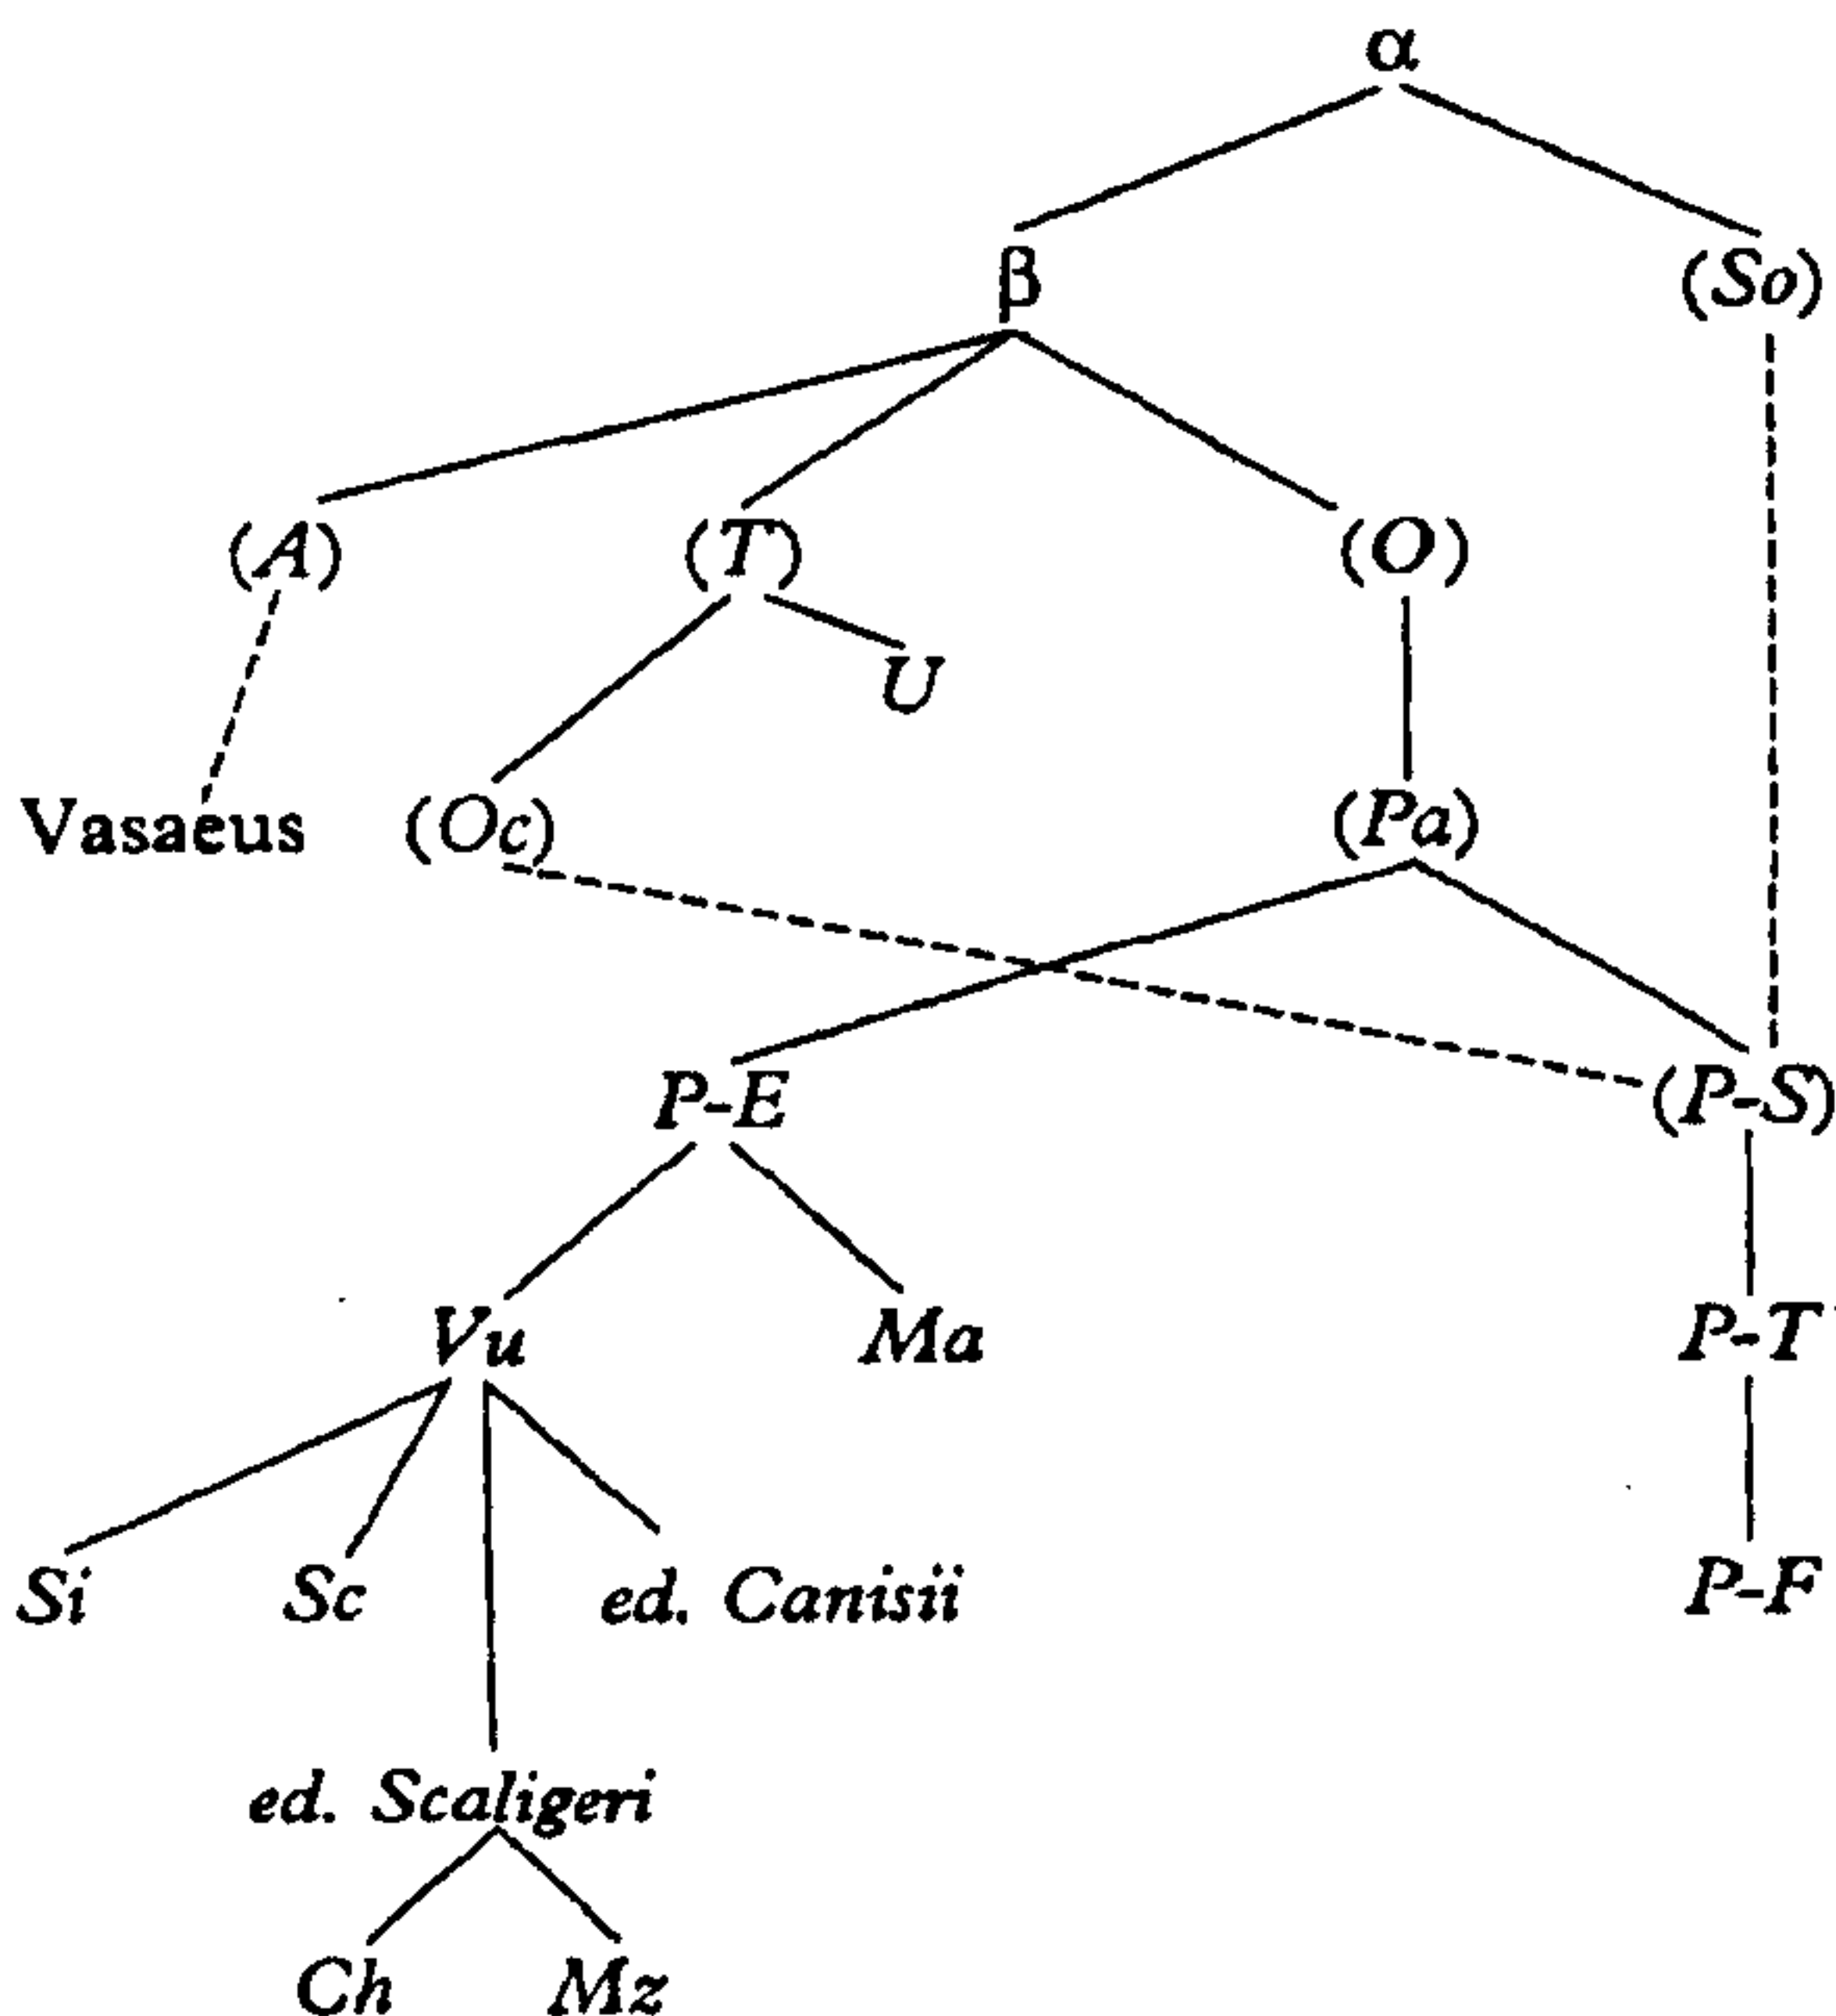 α
β (So)
(A) (T) (O)
U
Vasaeus (Oc) (Pa)
P-E (P-S)
Vu Ma P-T
Si Sc ed. Canisii P-F
ed. Scaligeri
Ch Mz